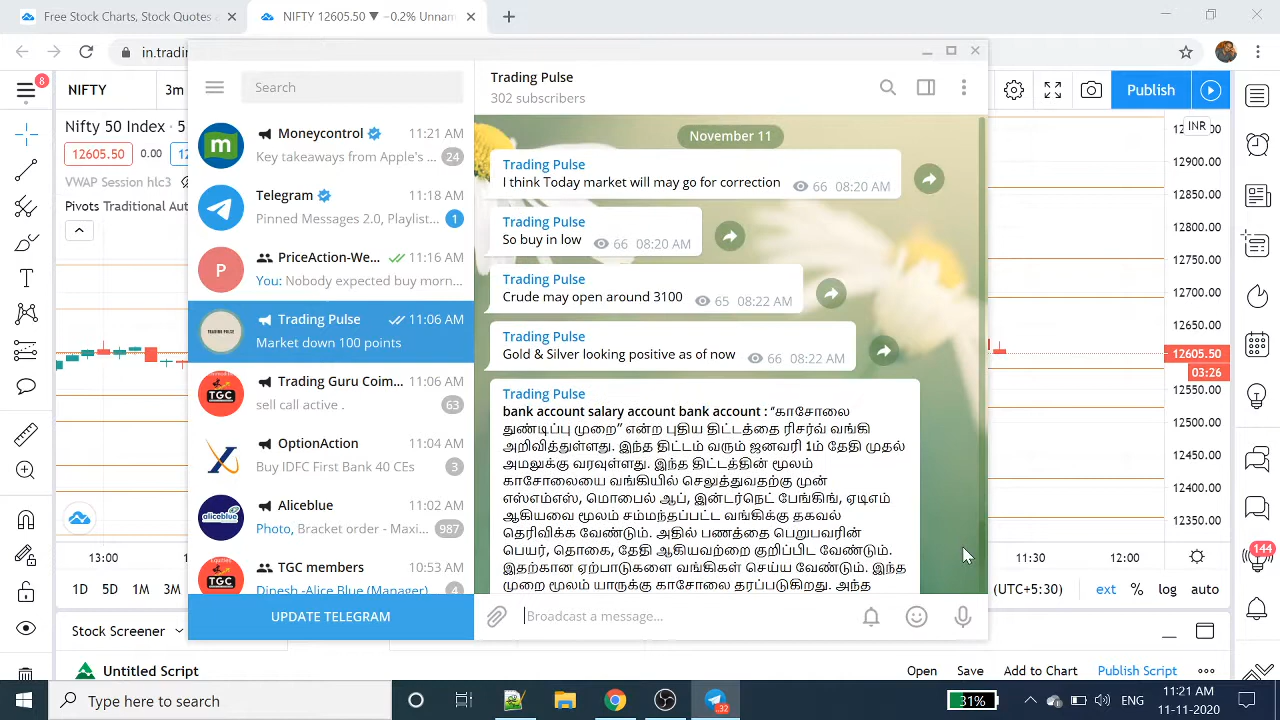 Free Stock Charts, Stock Quotes a
NIFTY 12605.50 ▼ −0.2% Unnam
in.tradin
8
NIFTY
3m
Publish
Nifty 50 Index · 5
12605.50
0.00
VWAP Session hlc3
Pivots Traditional Aut
Search
Moneycontrol
11:21 AM
Key takeaways from Apple's ...
24
Telegram
11:18 AM
Pinned Messages 2.0, Playlist...
1
P
PriceAction-We...
11:16 AM
You: Nobody expected buy morn...
TRADING PULSE
Trading Pulse
11:06 AM
Market down 100 points
TGC
Trading Guru Coim...
11:06 AM
sell call active .
63
OptionAction
11:04 AM
Buy IDFC First Bank 40 CEs
3
aliceblue
Aliceblue
11:02 AM
Photo, Bracket order - Maxi...
987
TGC
TGC members
10:53 AM
Dinesh -Alice Blue (Manager)
4
UPDATE TELEGRAM
Trading Pulse
302 subscribers
November 11
Trading Pulse
I think Today market will may go for correction
66 08:20 AM
Trading Pulse
So buy in low
66 08:20 AM
Trading Pulse
Crude may open around 3100
65 08:22 AM
Trading Pulse
Gold & Silver looking positive as of now
66 08:22 AM
Trading Pulse
bank account salary account bank account : “காசோலை
துண்டிப்பு முறை” என்ற புதிய திட்டத்தை ரிசர்வ் வங்கி
அறிவித்துள்ளது. இந்த திட்டம் வரும் ஜனவரி 1ம் தேதி முதல்
அமலுக்கு வரவுள்ளது. இந்த திட்டத்தின் மூலம்
காசோலையை வங்கியில் செலுத்துவதற்கு முன்
எஸ்எம்எஸ், மொபைல் ஆப், இன்டர்நெட் பேங்கிங், ஏடிஎம்
ஆகியவை மூலம் சம்மந்தப்பட்ட வங்கிக்கு தகவல்
தெரிவிக்க வேண்டும். அதில் பணத்தை பெறுபவரின்
பெயர், தொகை, தேதி ஆகியவற்றை குறிப்பிட வேண்டும்.
இதற்கான ஏற்பாடுகளை வங்கிகள் செய்ய வேண்டும். இந்த
முறை மூலம் யாருக்கு காசோலை தரப்படுகிறது. அந்த
Broadcast a message...
INR
12900.00
12850.00
12800.00
12750.00
12700.00
12650.00
12605.50
03:26
12550.00
12500.00
12440.00
12400.00
12350.00
13:00
11:30
12:00
1D 5D 1M 3M
(UTC+5:30)
ext
%
log
auto
144
Stock Screener
Untitled Script
Open
Save
Add to Chart
Publish Script
Type here to search
.32
31%
ENG
11:21 AM
11-11-2020